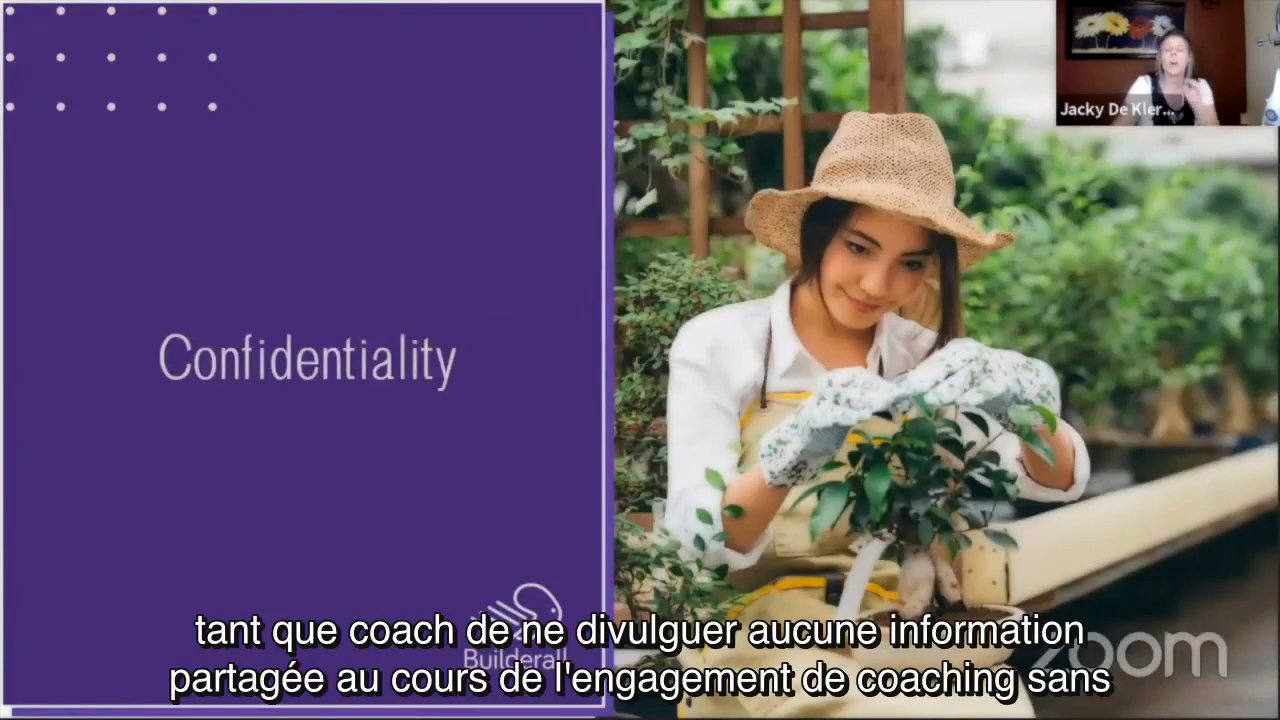 Jacky De Kler...
Confidentiality
Builderall
zoom
tant que coach de ne divulguer aucune information
partagée au cours de l'engagement de coaching sans